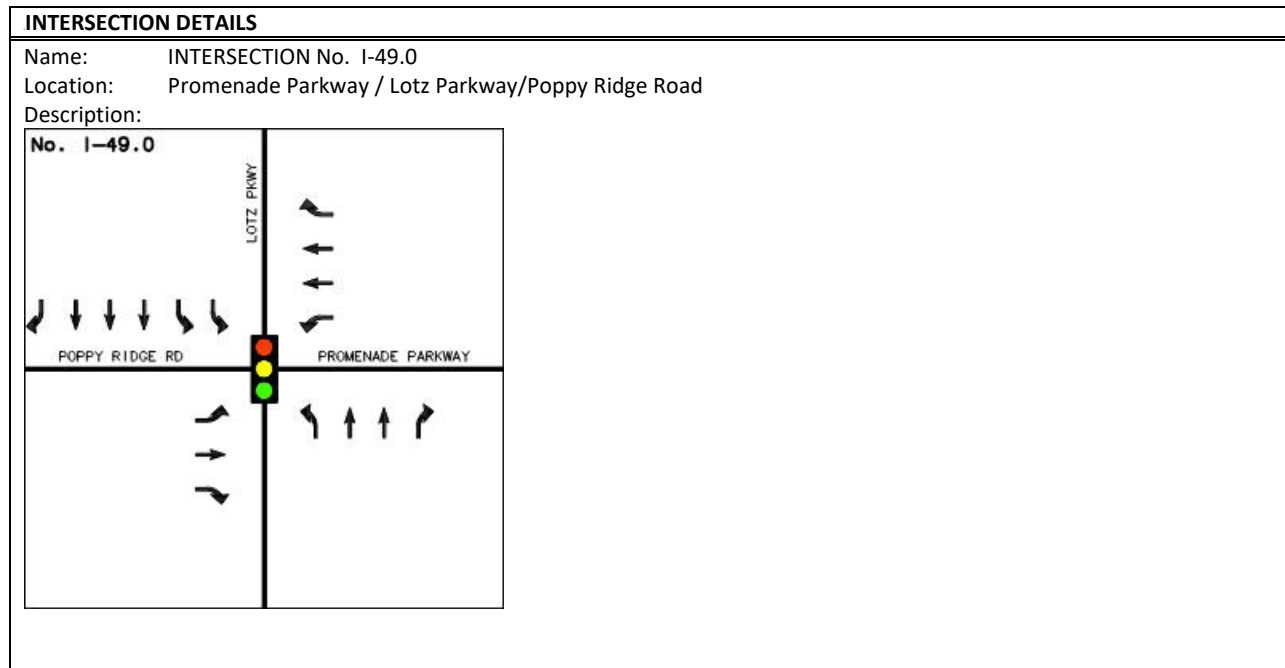 INTERSECTION DETAILS
Name: INTERSECTION No. I-49.0
Location: Promenade Parkway / Lotz Parkway/Poppy Ridge Road
Description:
No. I-49.0
LOTZ PKWY
POPPY RIDGE RD
PROMENADE PARKWAY